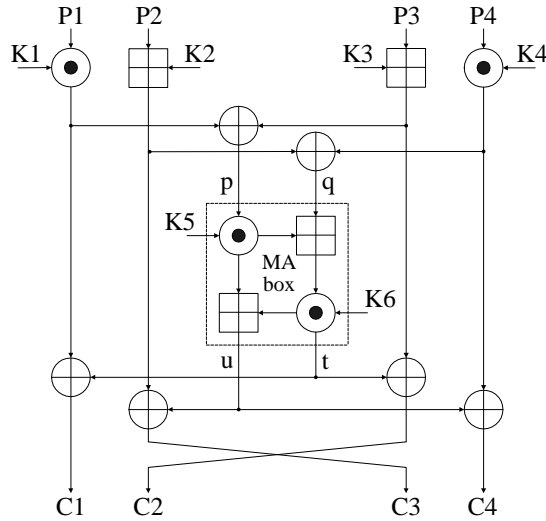 P1 P2 P3 P4
K1 K2 K3 K4
p q
K5
MA
box
K6
u t
C1 C2 C3 C4